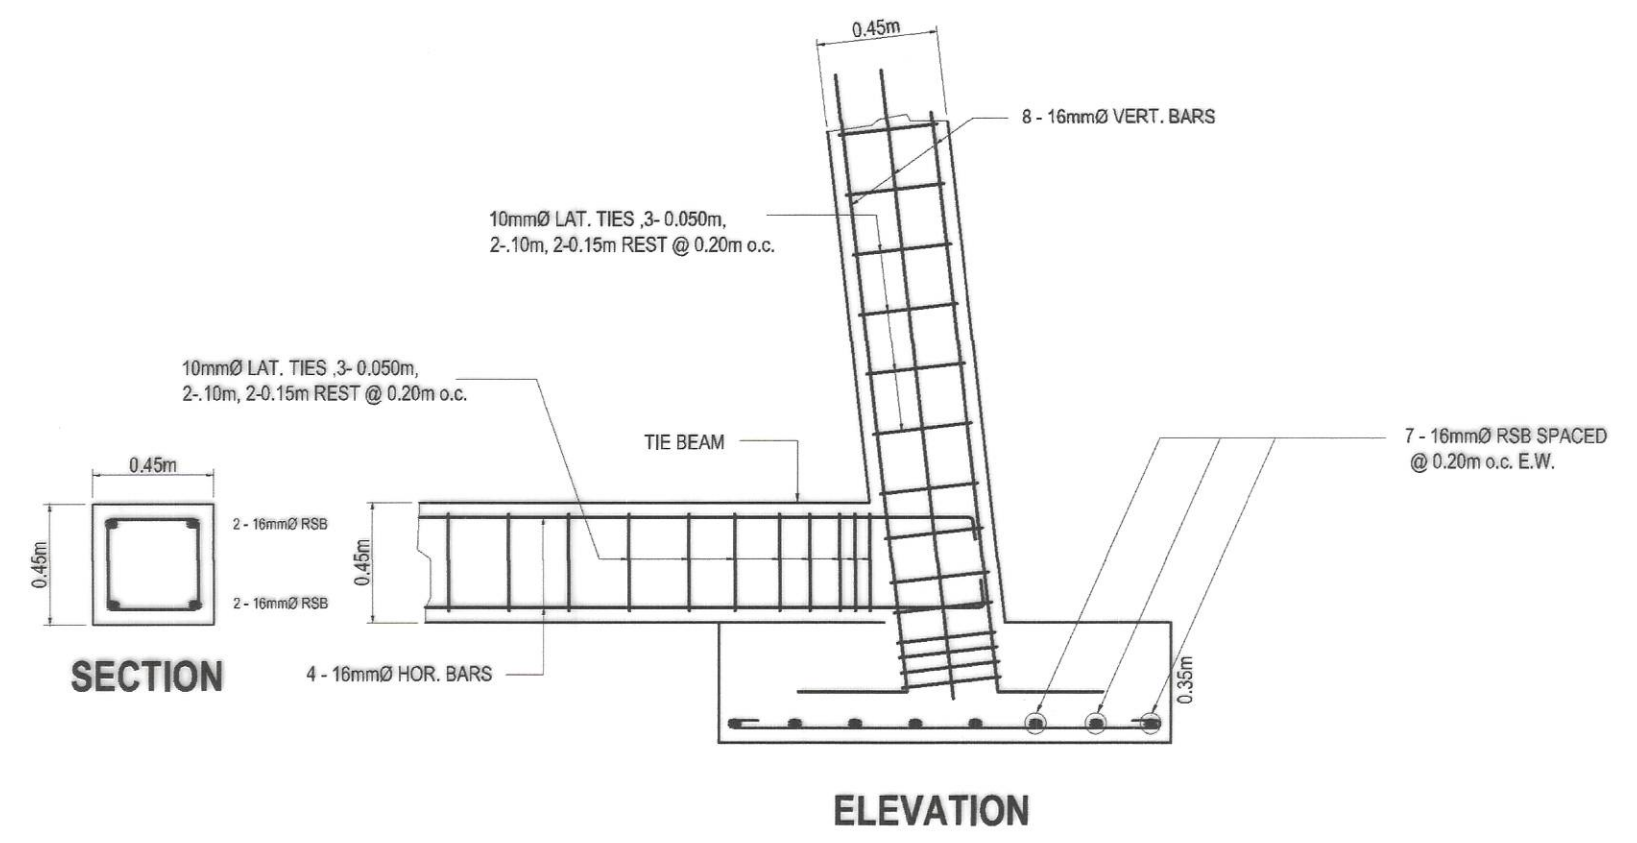 0.45m
8 - 16mmØ VERT. BARS
10mmØ LAT. TIES ,3- 0.050m,
2-.10m, 2-0.15m REST @ 0.20m o.c.
10mmØ LAT. TIES ,3- 0.050m,
2-.10m, 2-0.15m REST @ 0.20m o.c.
TIE BEAM
7 - 16mmØ RSB SPACED
@ 0.20m o.c. E.W.
0.45m
0.45m
2 - 16mmØ RSB
2 - 16mmØ RSB
0.45m
4 - 16mmØ HOR. BARS
0.35m
SECTION
ELEVATION